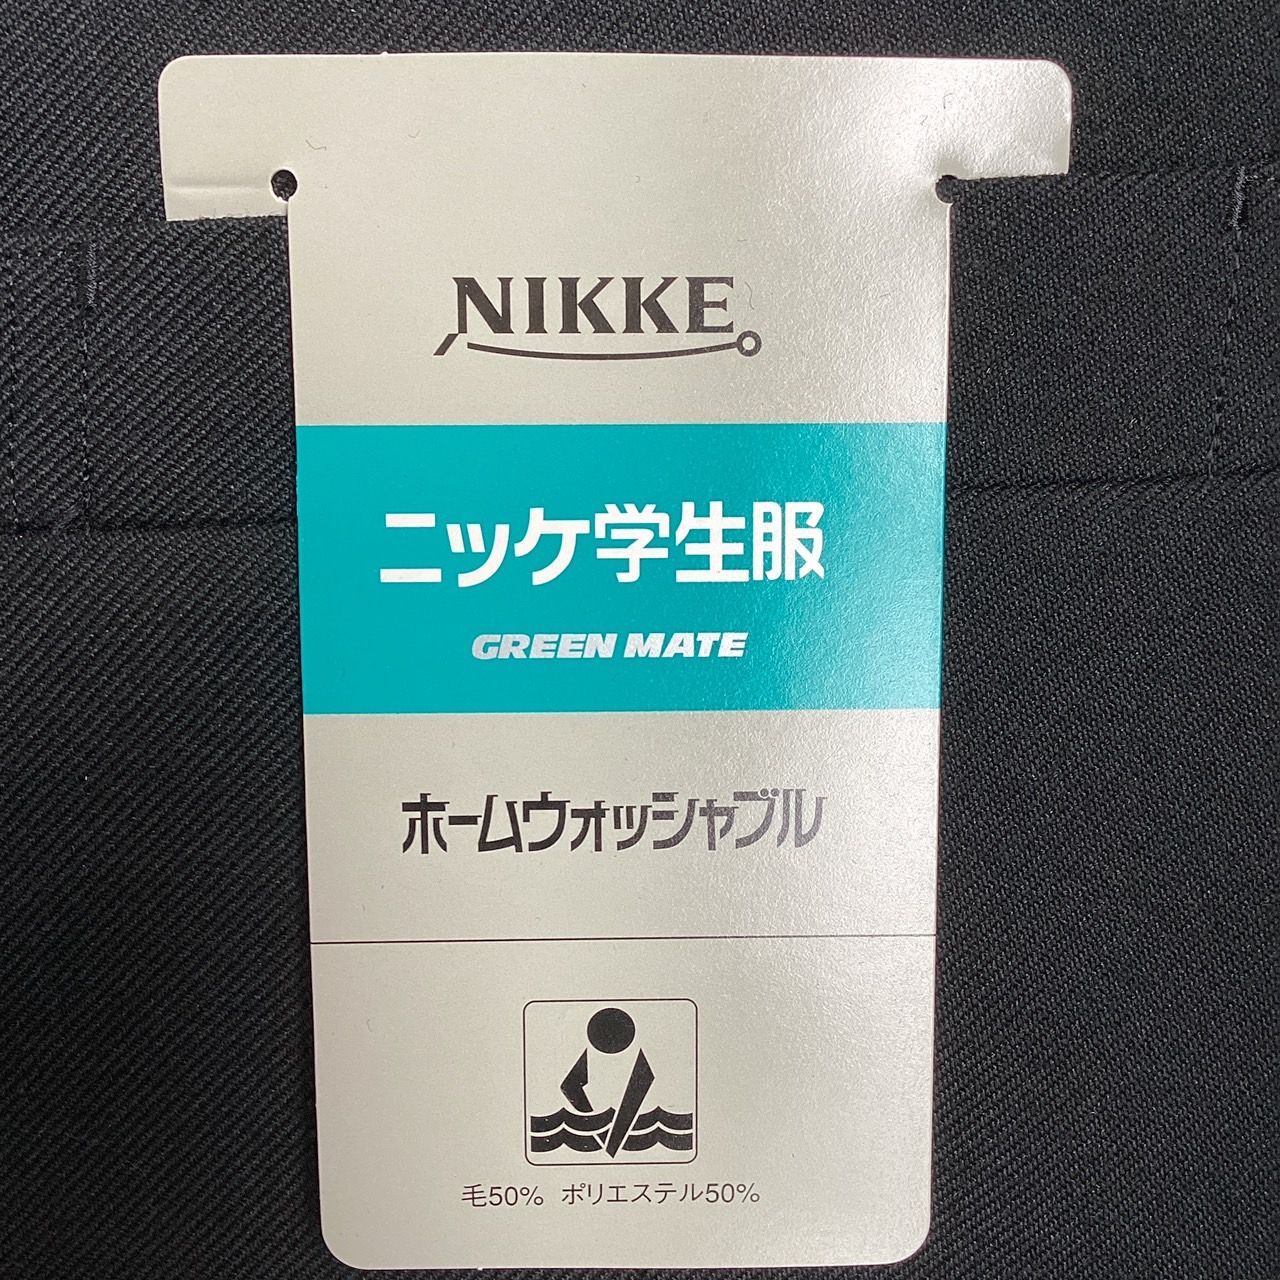 NIKKE
ニッケ学生服
GREEN MATE
ホームウォッシャブル
毛50% ポリエステル50%